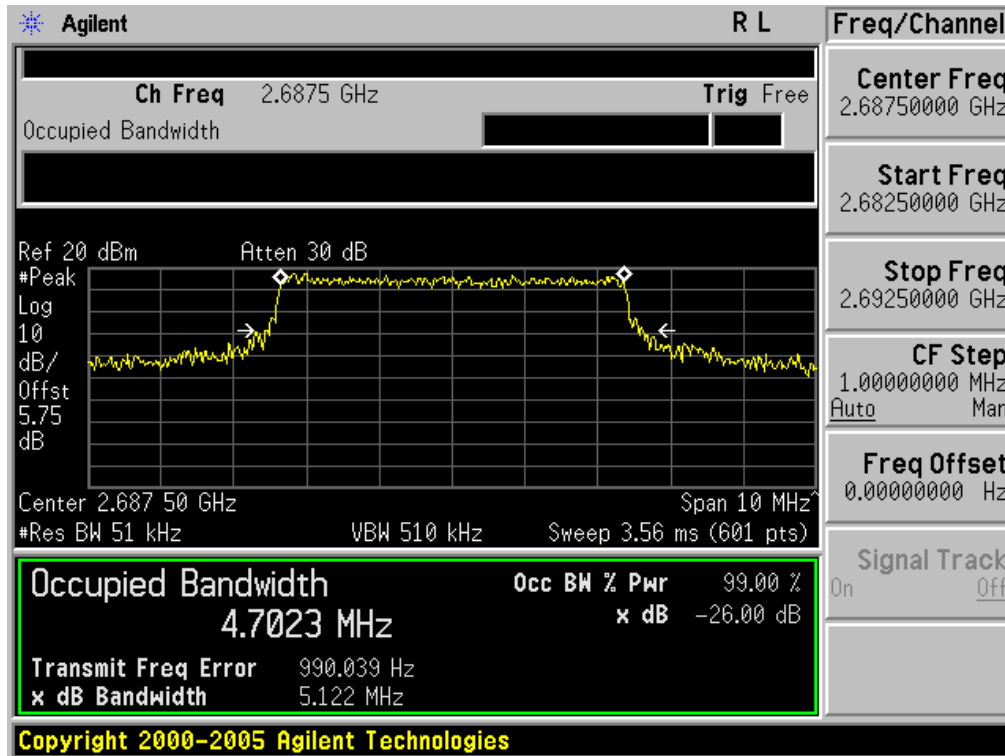 Agilent R L
Ch Freq 2.6875 GHz Trig Free
Occupied Bandwidth
Ref 20 dBm Atten 30 dB
#Peak
Log
10
dB/
Offst
5.75
dB
Center 2.687 50 GHz Span 10 MHz^
#Res BW 51 kHz VBW 510 kHz Sweep 3.56 ms (601 pts)
Occupied Bandwidth
4.7023 MHz
Occ BW % Pwr 99.00 %
x dB -26.00 dB
Transmit Freq Error 990.039 Hz
x dB Bandwidth 5.122 MHz
Copyright 2000-2005 Agilent Technologies
Freq/Channel
Center Freq
2.68750000 GHz
Start Freq
2.68250000 GHz
Stop Freq
2.69250000 GHz
CF Step
1.00000000 MHz
Auto Man
Freq Offset
0.00000000 Hz
Signal Track
On Off